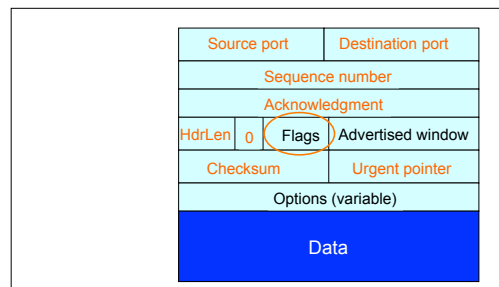 Source port Destination port
Sequence number
Acknowledgment
HdrLen 0 Flags Advertised window
Checksum Urgent pointer
Options (variable)
Data